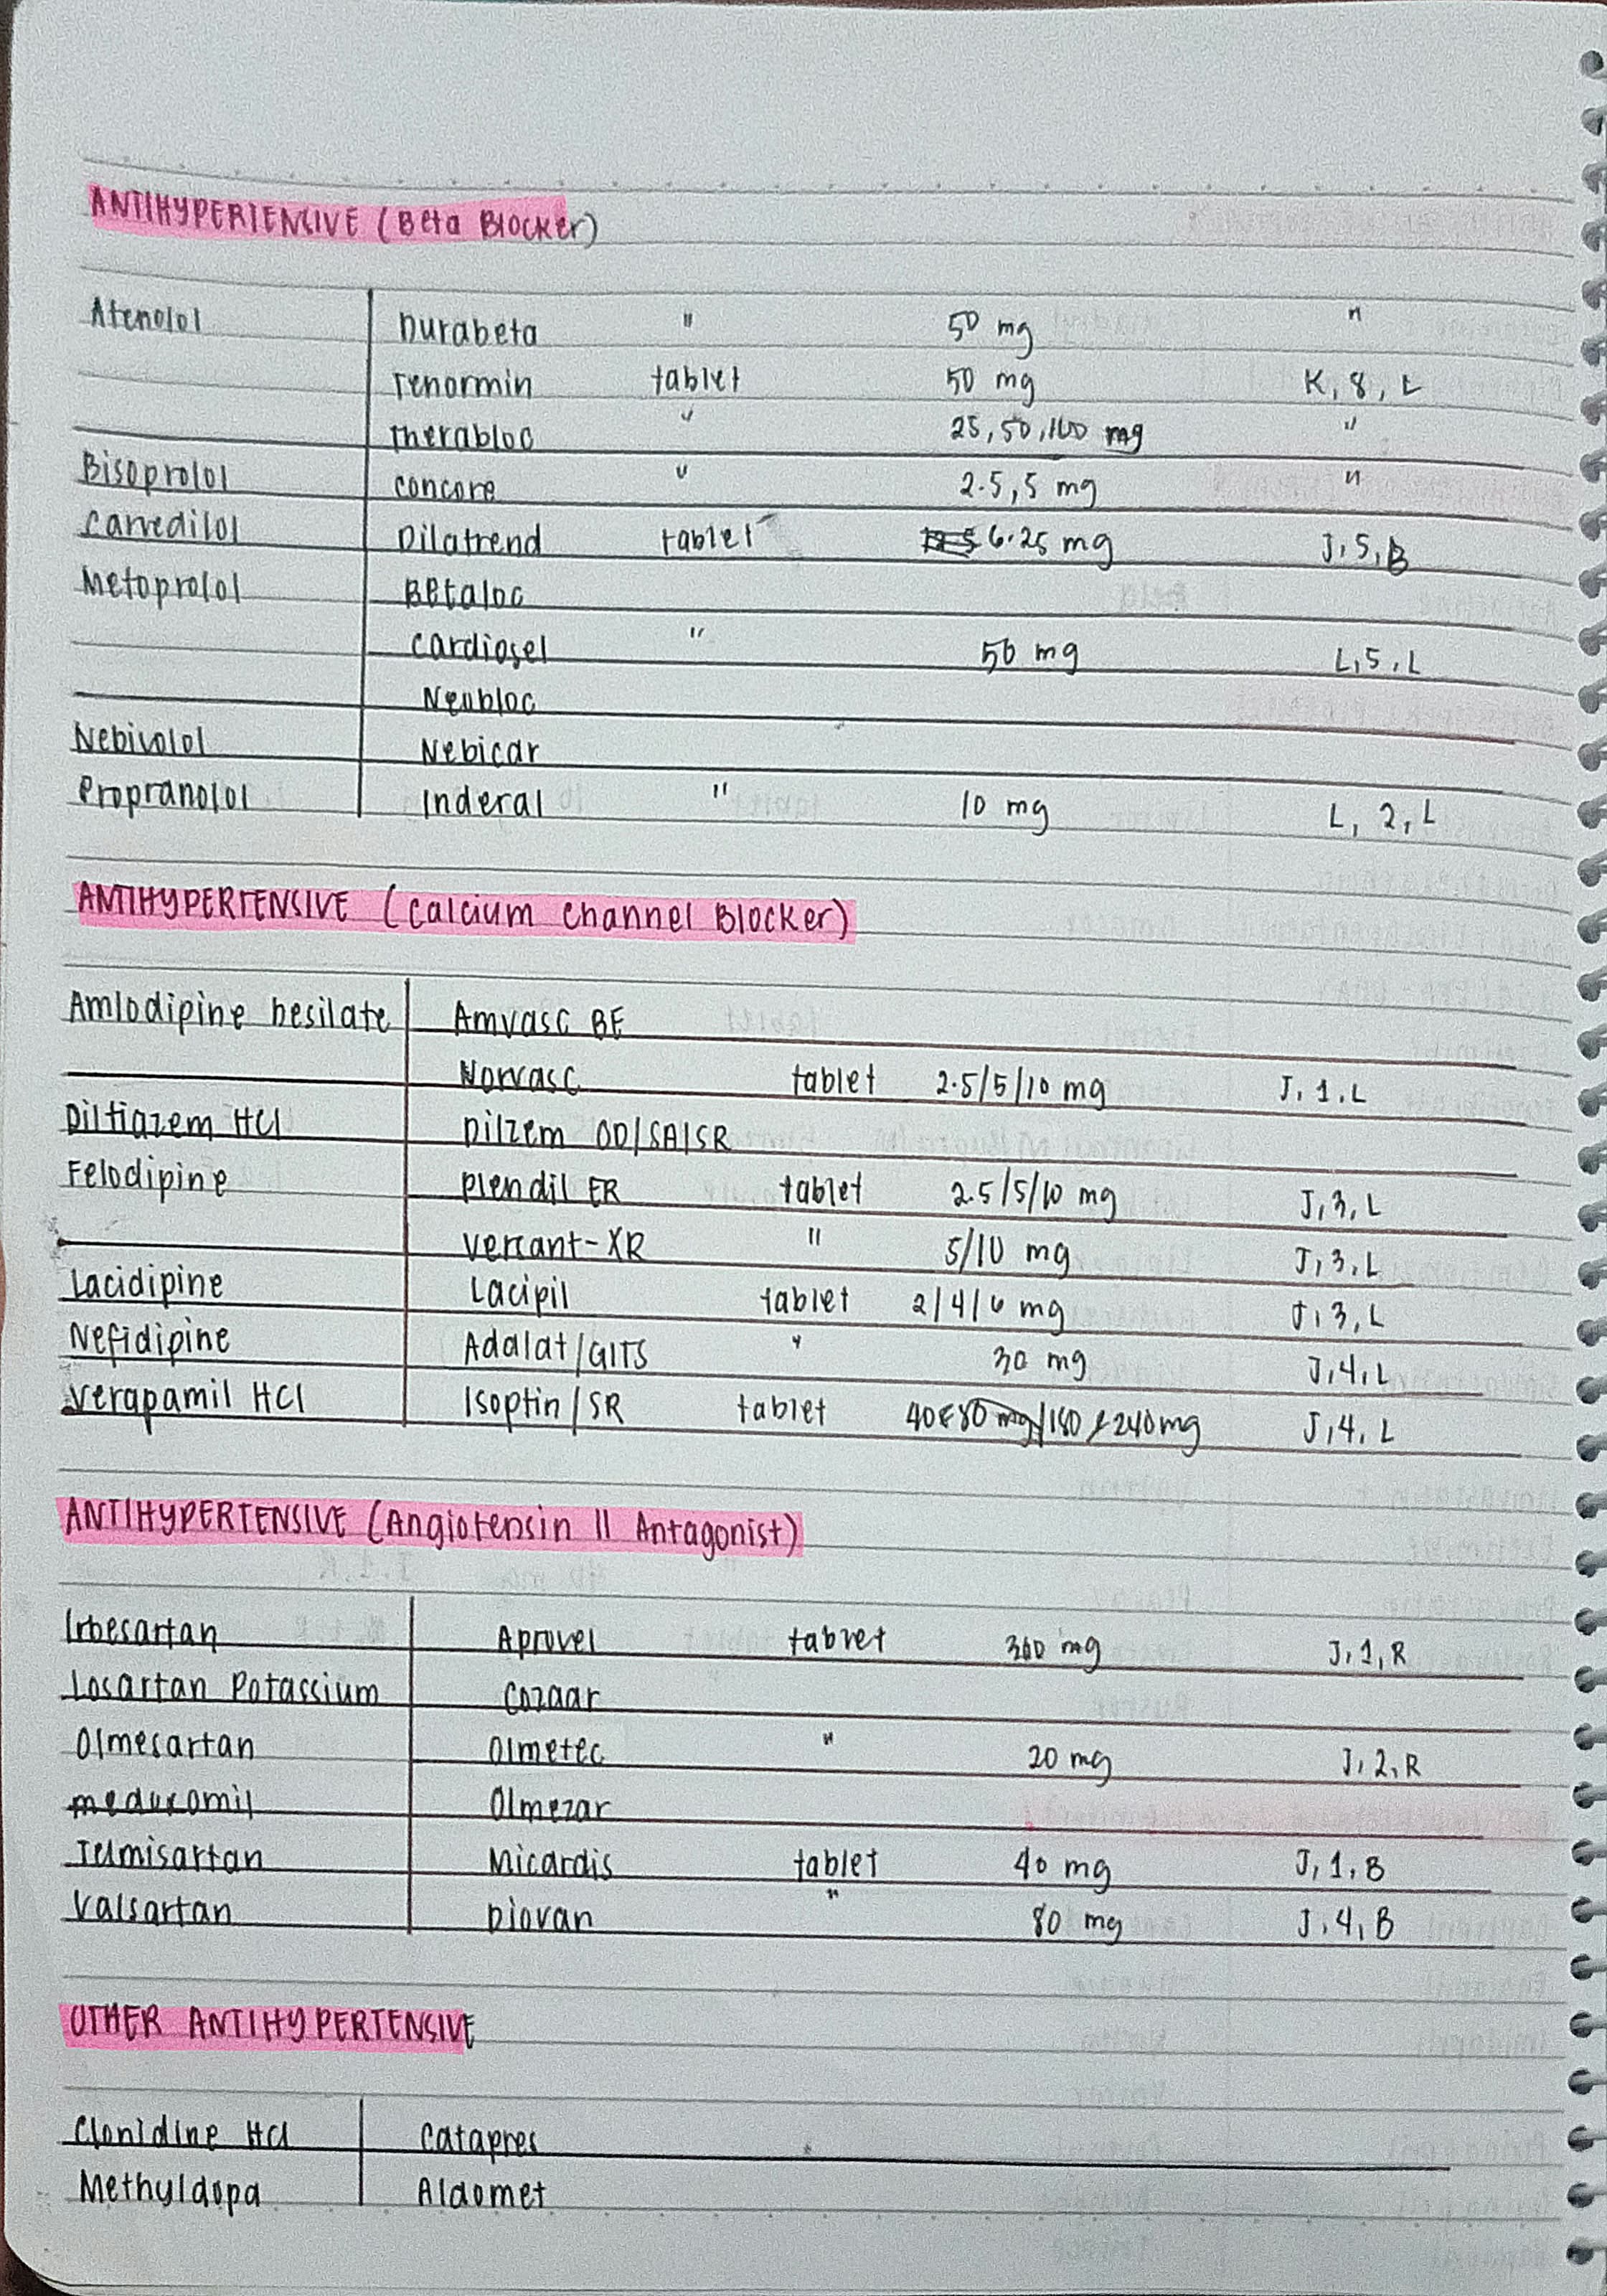 ANTIHYPERTENSIVE (Beta Blocker)
Atenolol Durabeta " 50 mg "
Tenormin tablet 50 mg K, 8, L
Therabloc " 25, 50, 100 mg "
Bisoprolol Concore " 2.5, 5 mg "
Carvedilol Dilatrend tablet 6.25 mg J, 5, B
Metoprolol Betaloc
Cardiosel " 50 mg L, 5, L
Neobloc
Nebivolol Nebicar
Propranolol Inderal " 10 mg L, 2, L
ANTIHYPERTENSIVE (Calcium Channel Blocker)
Amlodipine besilate Amvasc BE
Norvasc tablet 2.5/5/10 mg J, 1, L
Diltiazem HCl Dilzem OD/SA/SR
Felodipine Plendil ER tablet 2.5/5/10 mg J, 3, L
Versant-XR " 5/10 mg J, 3, L
Lacidipine Lacipil tablet 2/4/6 mg J, 3, L
Nefidipine Adalat/GITS " 30 mg J, 4, L
Verapamil HCl Isoptin/SR tablet 40 & 80 mg/180 & 240mg J, 4, L
ANTIHYPERTENSIVE (Angiotensin II Antagonist)
Irbesartan Aprovel tablet 300 mg J, 1, R
Losartan Potassium Cozaar
Olmesartan Olmetec " 20 mg J, 2, R
medoxomil Olmezar
Telmisartan Micardis tablet 40 mg J, 1, B
Valsartan Diovan " 80 mg J, 4, B
OTHER ANTIHYPERTENSIVE
Clonidine HCl Catapres
Methyldopa Aldomet